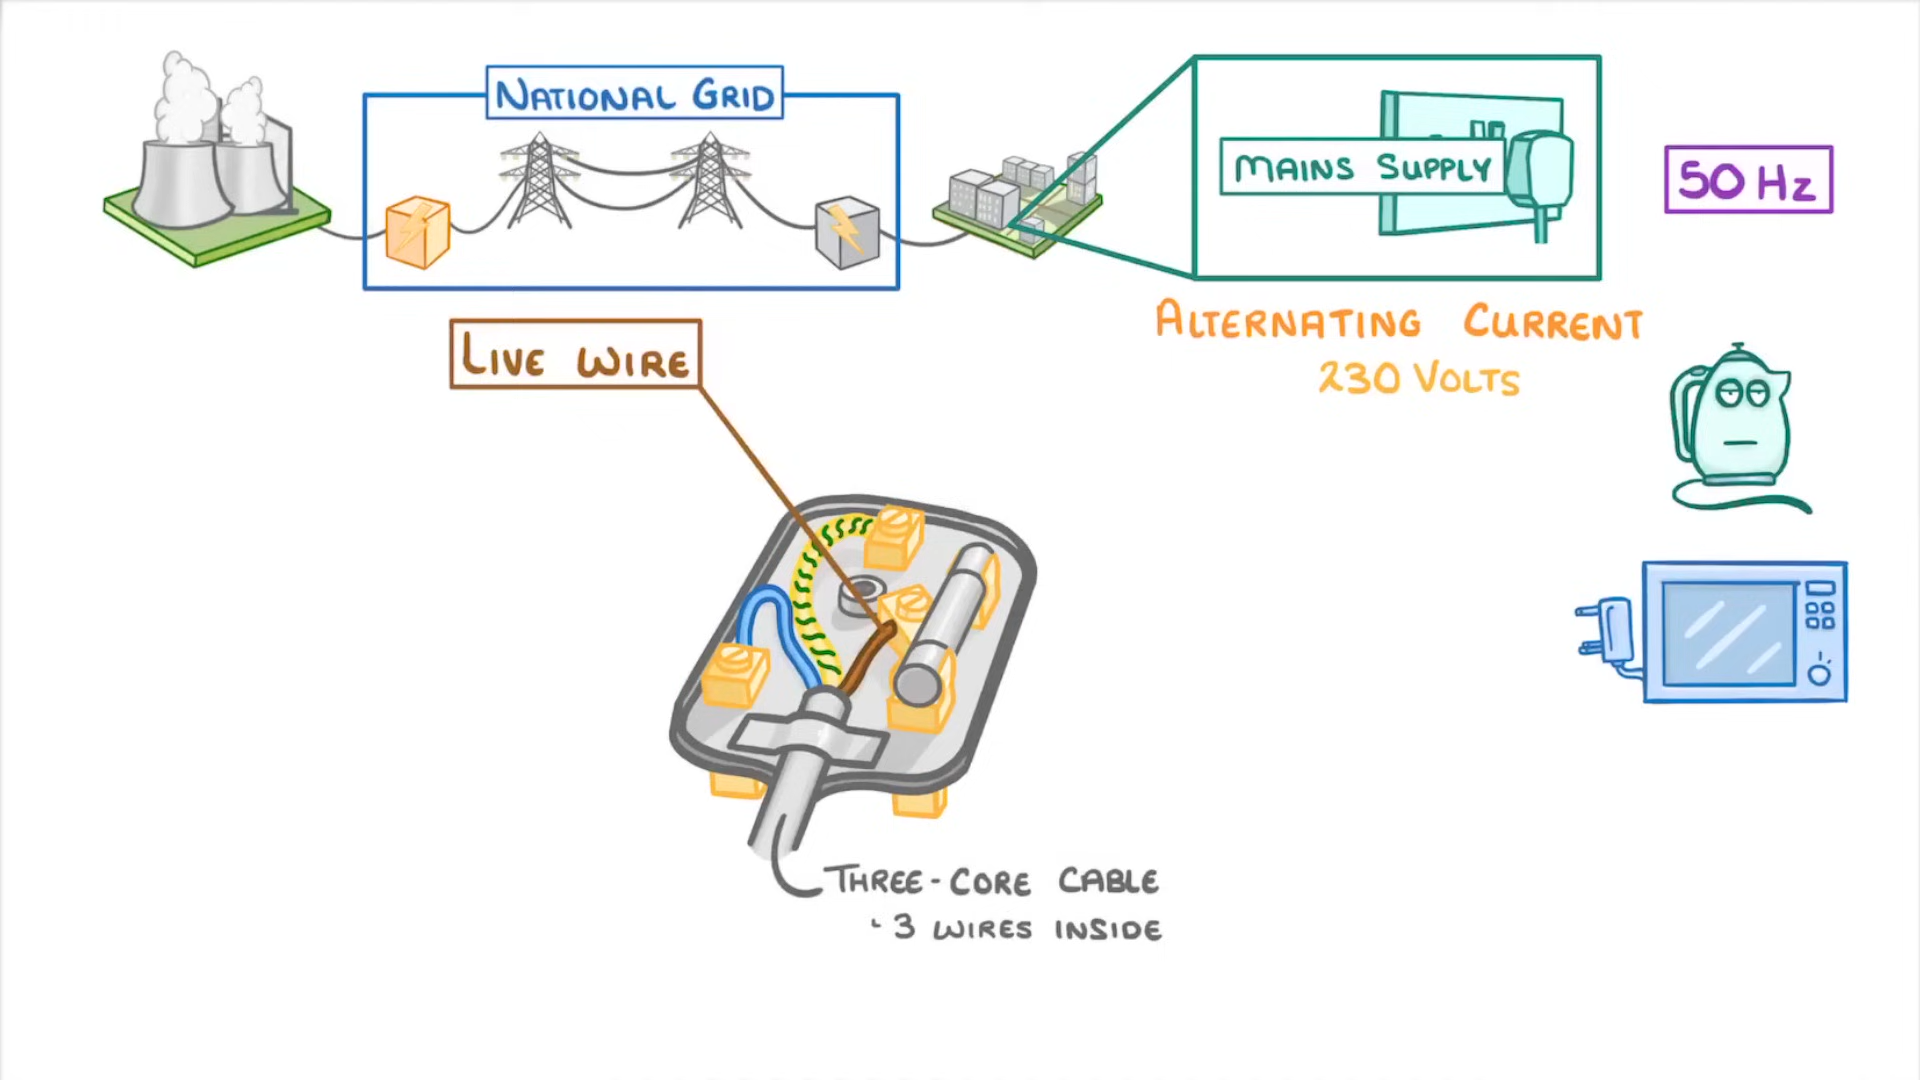 NATIONAL GRID
MAINS SUPPLY
50 Hz
ALTERNATING CURRENT
230 VOLTS
LIVE WIRE
THREE-CORE CABLE
3 WIRES INSIDE